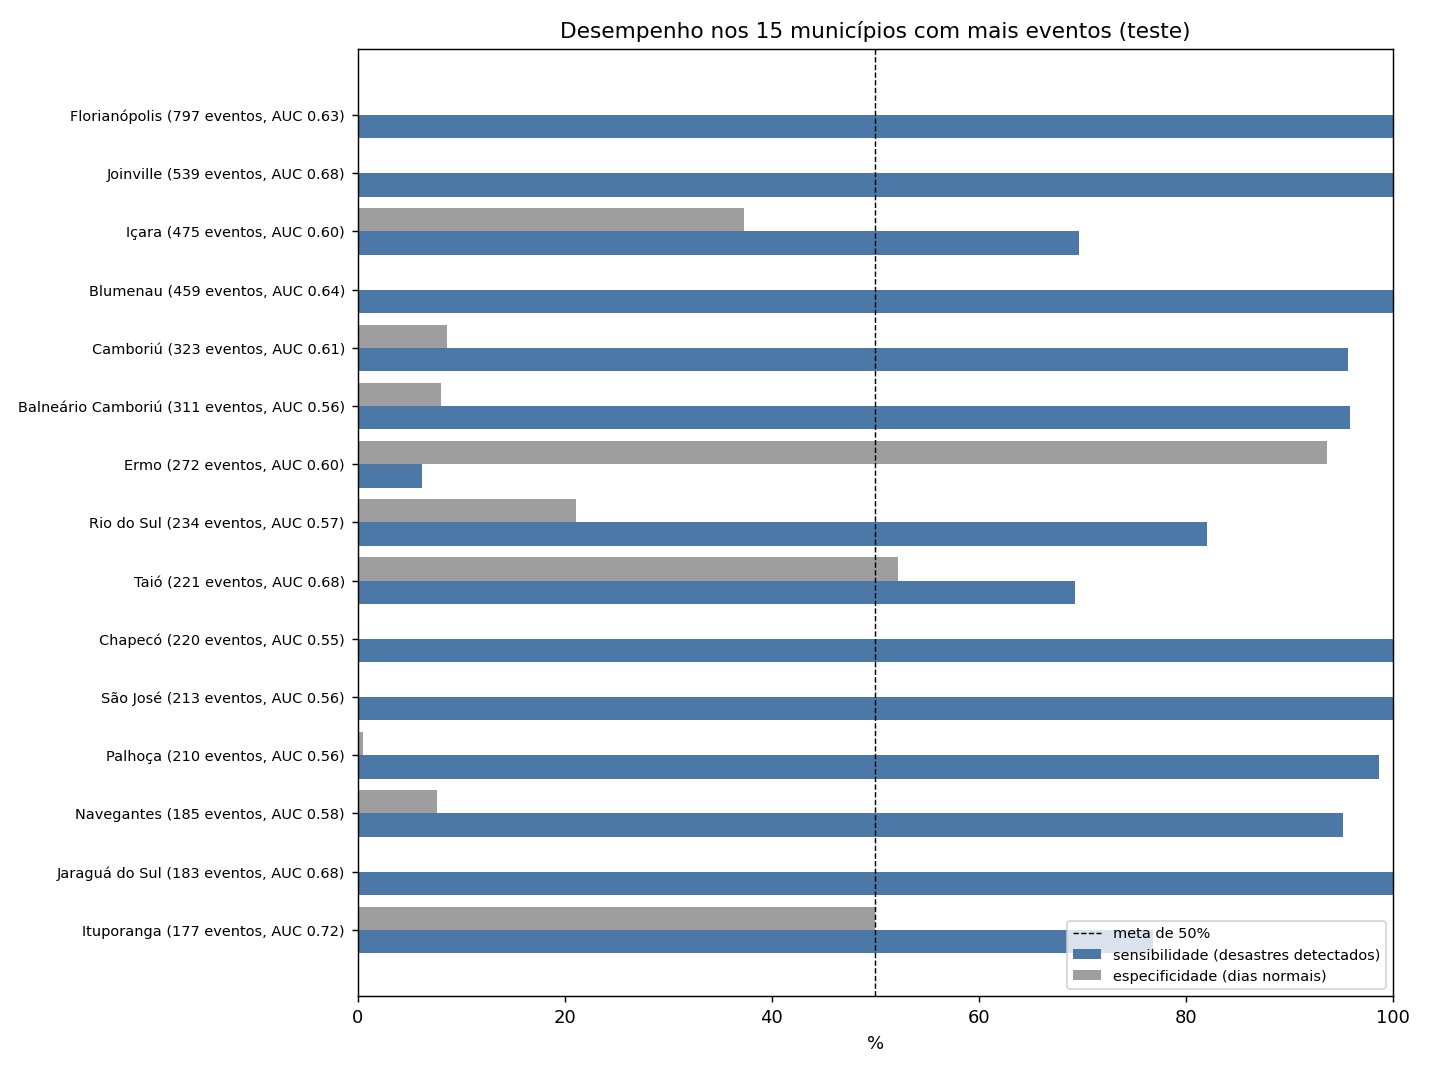 Desempenho nos 15 municípios com mais eventos (teste)
Florianópolis (797 eventos, AUC 0.63)
Joinville (539 eventos, AUC 0.68)
Içara (475 eventos, AUC 0.60)
Blumenau (459 eventos, AUC 0.64)
Camboriú (323 eventos, AUC 0.61)
Balneário Camboriú (311 eventos, AUC 0.56)
Ermo (272 eventos, AUC 0.60)
Rio do Sul (234 eventos, AUC 0.57)
Taió (221 eventos, AUC 0.68)
Chapecó (220 eventos, AUC 0.55)
São José (213 eventos, AUC 0.56)
Palhoça (210 eventos, AUC 0.56)
Navegantes (185 eventos, AUC 0.58)
Jaraguá do Sul (183 eventos, AUC 0.68)
Ituporanga (177 eventos, AUC 0.72)
meta de 50%
sensibilidade (desastres detectados)
especificidade (dias normais)
0 20 40 60 80 100
%